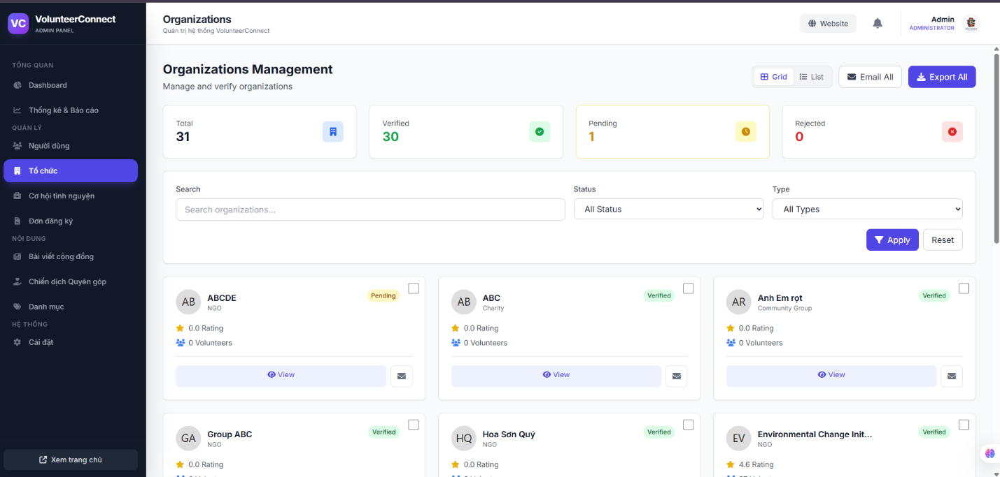 VC
VolunteerConnect
ADMIN PANEL
TỔNG QUAN
Dashboard
Thống kê & Báo cáo
QUẢN LÝ
Người dùng
Tổ chức
Cơ hội tình nguyện
Đơn đăng ký
NỘI DUNG
Bài viết cộng đồng
Chiến dịch Quyên góp
Danh mục
HỆ THỐNG
Cài đặt
Xem trang chủ
Organizations
Quản trị hệ thống VolunteerConnect
Website
Admin
ADMINISTRATOR
Organizations Management
Manage and verify organizations
Grid
List
Email All
Export All
Total
31
Verified
30
Pending
1
Rejected
0
Search
Search organizations...
Status
All Status
Type
All Types
Apply
Reset
AB
ABCDE
NGO
Pending
0.0 Rating
0 Volunteers
View
AB
ABC
Charity
Verified
0.0 Rating
0 Volunteers
View
AR
Anh Em rọt
Community Group
Verified
0.0 Rating
0 Volunteers
View
GA
Group ABC
NGO
Verified
0.0 Rating
HQ
Hoa Sơn Quý
NGO
Verified
0.0 Rating
EV
Environmental Change Init...
NGO
Verified
4.6 Rating